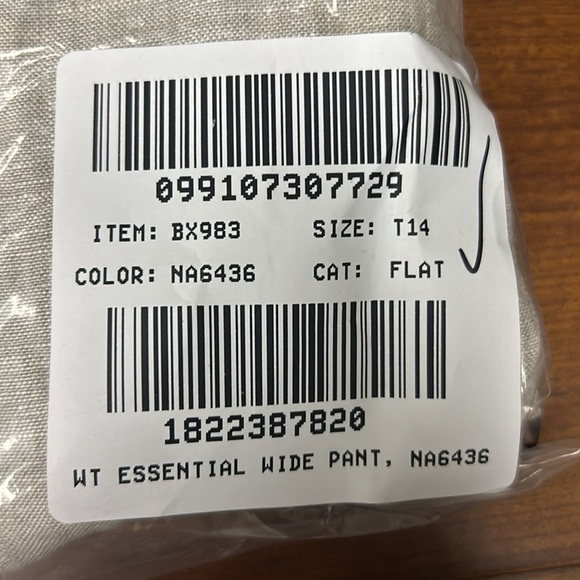 099107307729
ITEM: BX983 SIZE: T14
COLOR: NA6436 CAT: FLAT
1822387820
WT ESSENTIAL WIDE PANT, NA6436